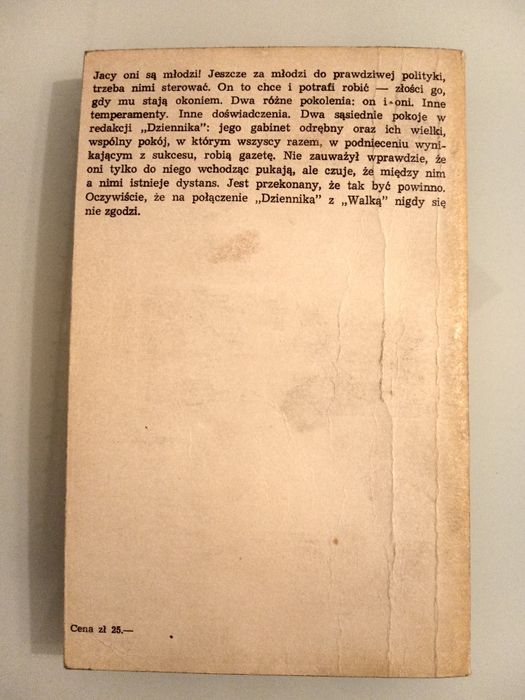 Jacy oni są młodzi! Jeszcze za młodzi do prawdziwej polityki,
trzeba nimi sterować. On to chce i potrafi robić — złości go,
gdy mu stają okoniem. Dwa różne pokolenia: on i oni. Inne
temperamenty. Inne doświadczenia. Dwa sąsiednie pokoje w
redakcji „Dziennika": jego gabinet odrębny oraz ich wielki,
wspólny pokój, w którym wszyscy razem, w podnieceniu wyni-
kającym z sukcesu, robią gazetę. Nie zauważył wprawdzie, że
oni tylko do niego wchodząc pukają, ale czuje, że między nim
a nimi istnieje dystans. Jest przekonany, że tak być powinno.
Oczywiście, że na połączenie „Dziennika" z „Walką" nigdy się
nie zgodzi.
Cena zł 25.—